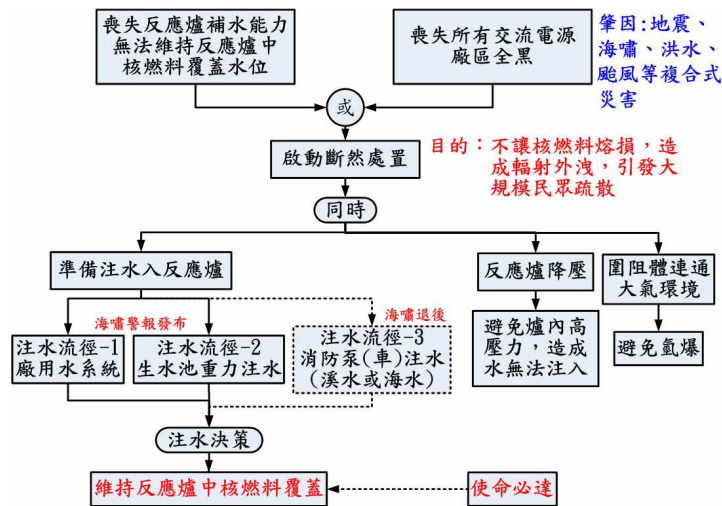 喪失反應爐補水能力
無法維持反應爐中
核燃料覆蓋水位
喪失所有交流電源
廠區全黑
肇因:地震、
海嘯、洪水、
颱風等複合式
災害
或
啟動斷然處置
目的：不讓核燃料熔損，造
成輻射外洩，引發大
規模民眾疏散
同時
準備注水入反應爐
反應爐降壓
圍阻體連通
大氣環境
海嘯警報發布
海嘯退後
注水流徑-1
廠用水系統
注水流徑-2
生水池重力注水
注水流徑-3
消防泵(車)注水
(溪水或海水)
避免爐內高
壓力，造成
水無法注入
避免氫爆
注水決策
維持反應爐中核燃料覆蓋
使命必達